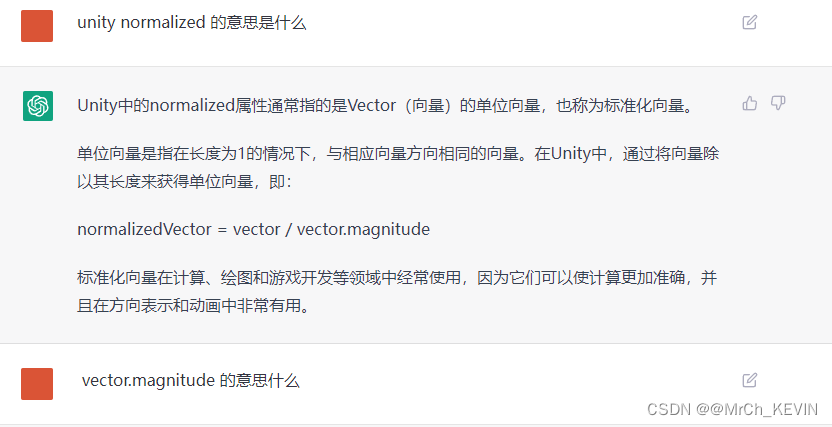 unity normalized 的意思是什么
Unity中的normalized属性通常指的是Vector（向量）的单位向量，也称为标准化向量。
单位向量是指在长度为1的情况下，与相应向量方向相同的向量。在Unity中，通过将向量除
以其长度来获得单位向量，即：
normalizedVector = vector / vector.magnitude
标准化向量在计算、绘图和游戏开发等领域中经常使用，因为它们可以使计算更加准确，并
且在方向表示和动画中非常有用。
vector.magnitude 的意思什么
CSDN @@MrCh_KEVIN